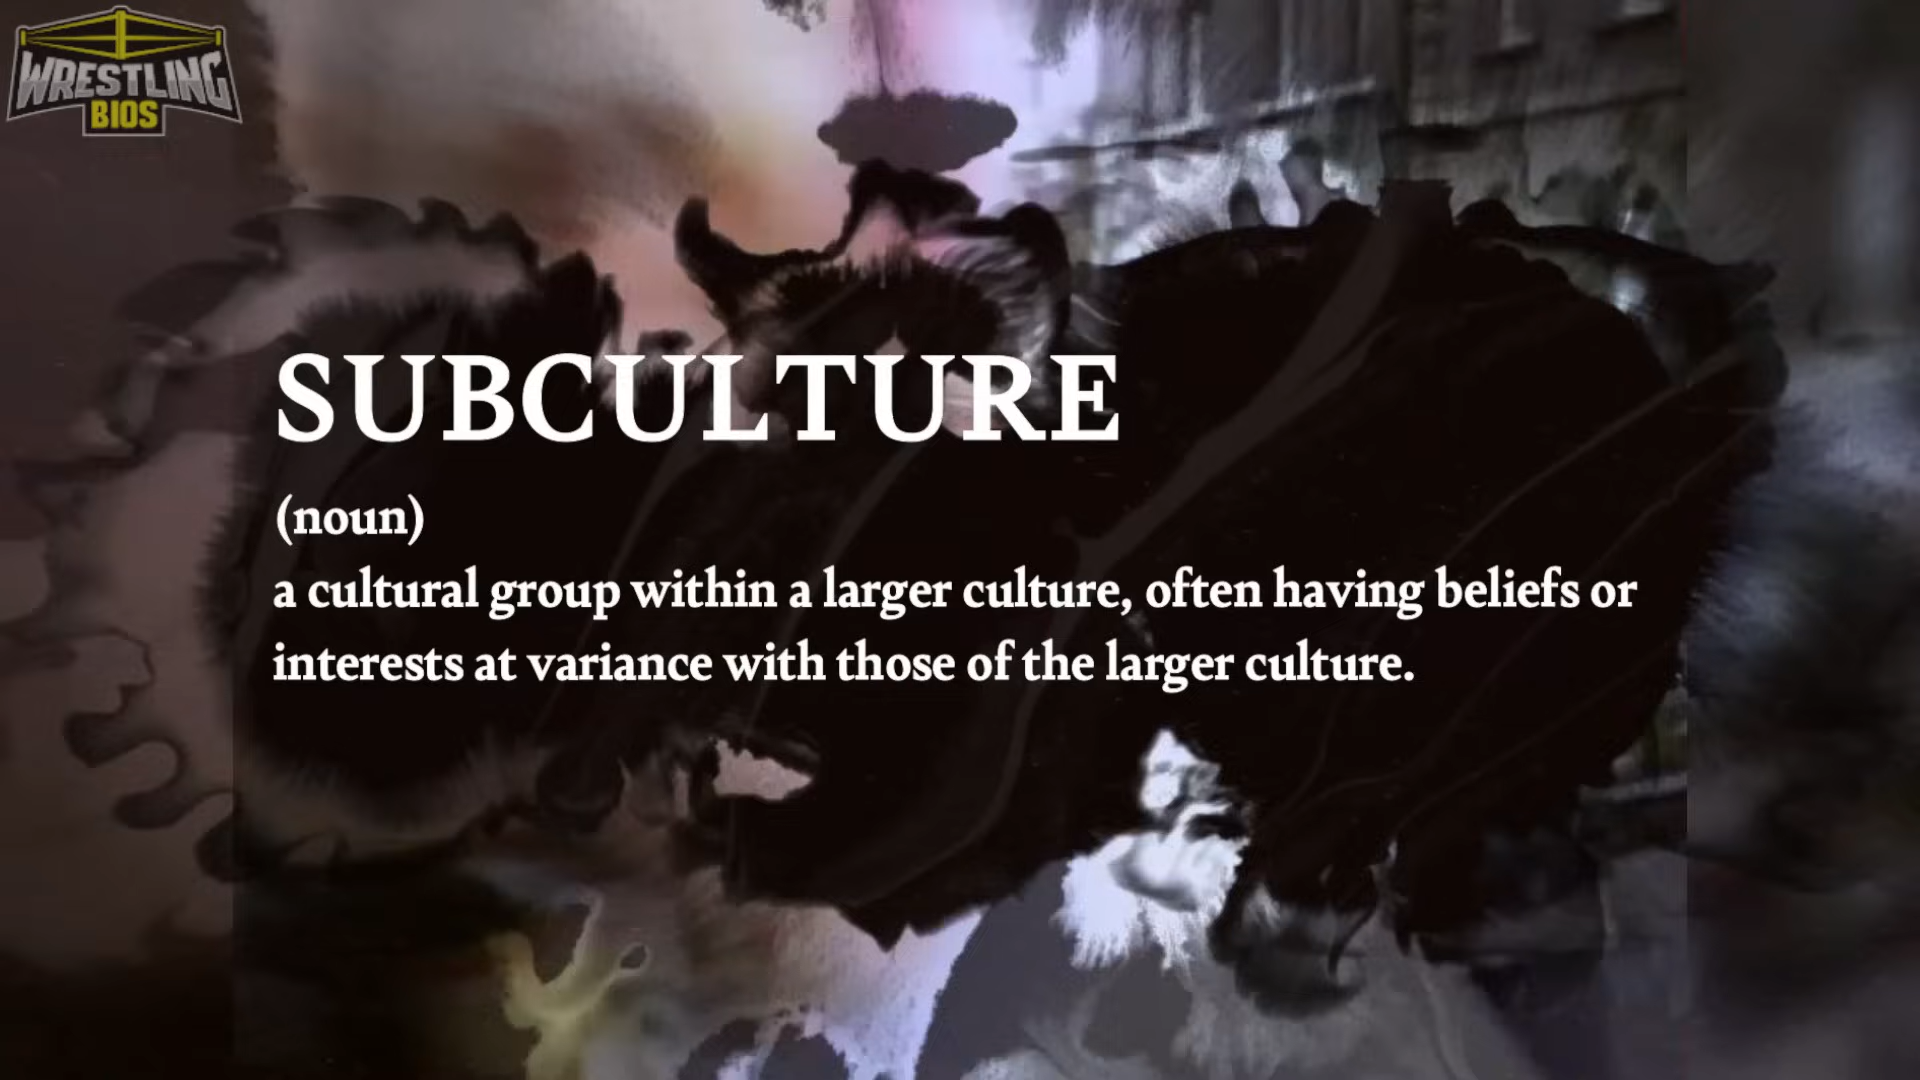 WRESTLING
BIOS
SUBCULTURE
(noun)
a cultural group within a larger culture, often having beliefs or
interests at variance with those of the larger culture.